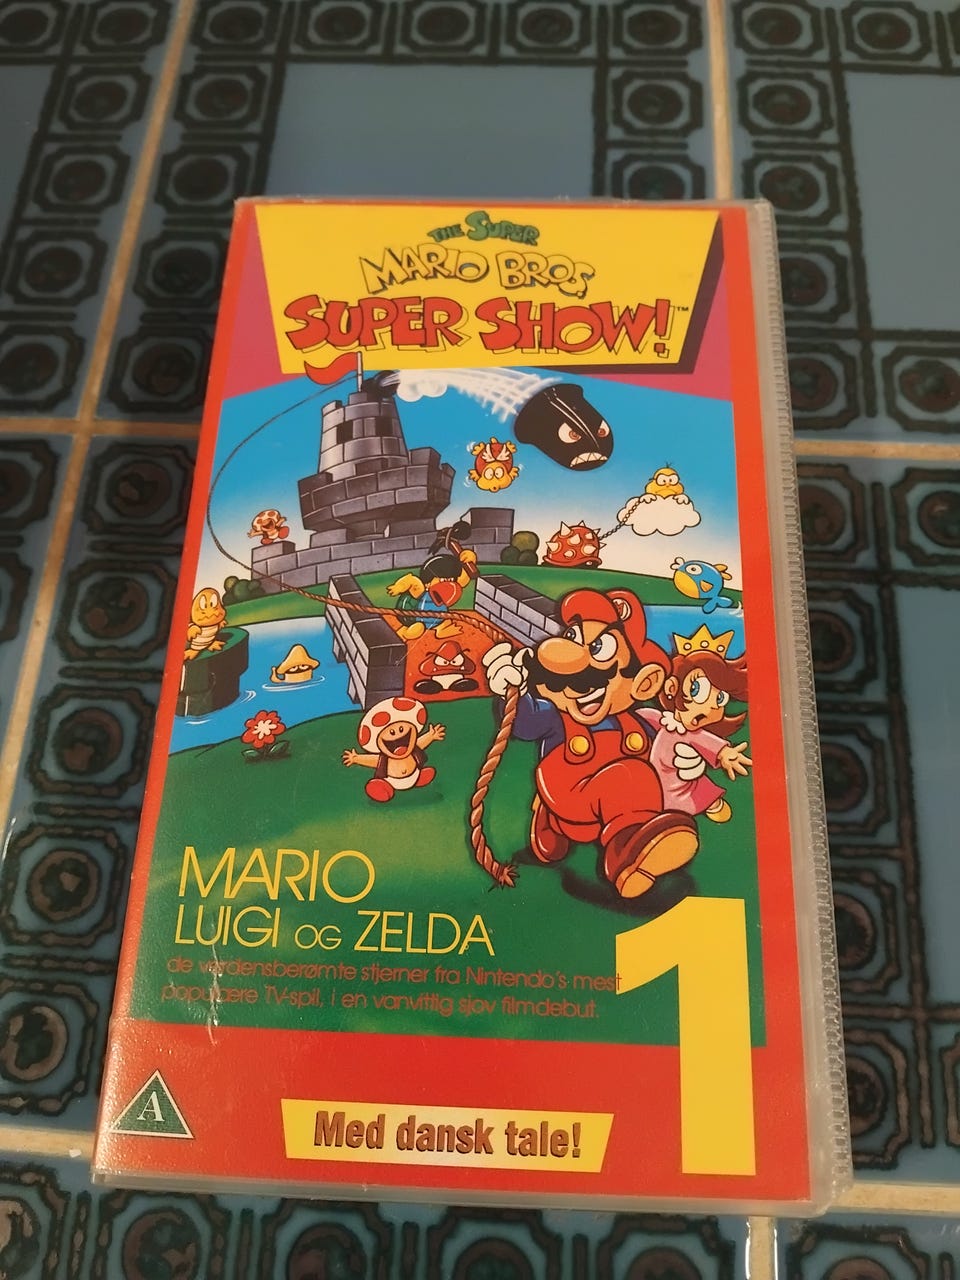 THE SUPER
MARIO BROS.
SUPER SHOW!™
MARIO
LUIGI OG ZELDA
de verdensberømte stjerner fra Nintendo's mest
populære TV-spil, i en vanvittig sjov filmdebut.
1
A
Med dansk tale!